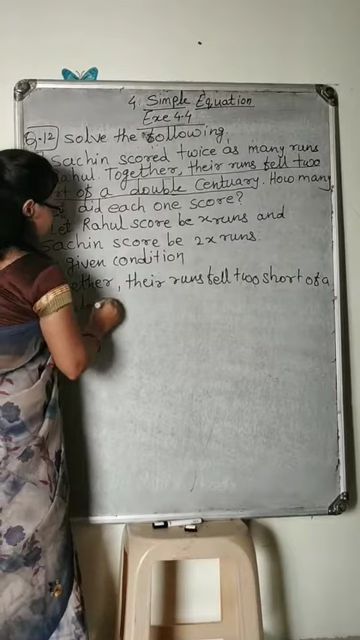 4. Simple Equation
Exe 4.4
Q.12 Solve the following.
Sachin scored twice as many runs
Rahul. Together, their runs fell two
of a double Centuary. How many
did each one score?
Let Rahul score be x runs and
Sachin score be 2x runs.
given condition
their runs fell two short of a